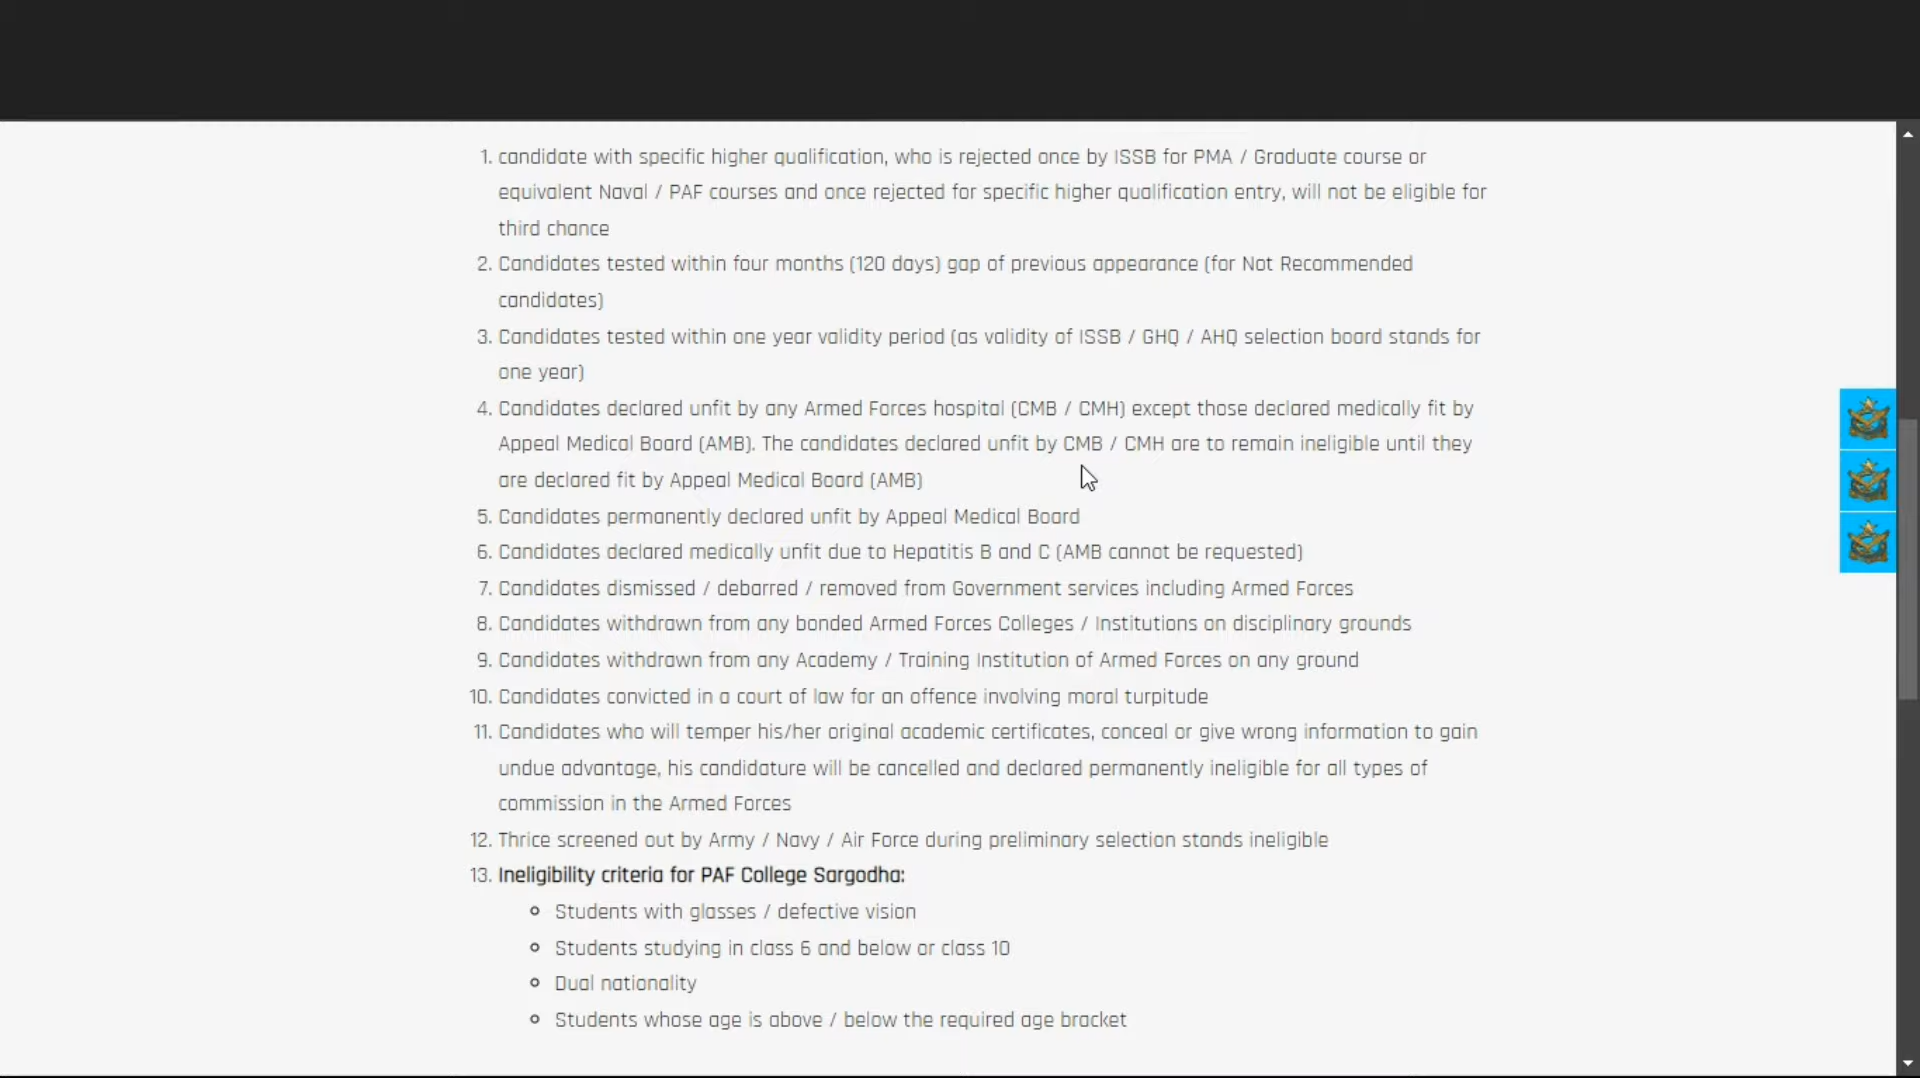 1. candidate with specific higher qualification, who is rejected once by ISSB for PMA / Graduate course or
equivalent Naval / PAF courses and once rejected for specific higher qualification entry, will not be eligible for
third chance
2. Candidates tested within four months (120 days) gap of previous appearance (for Not Recommended
candidates)
3. Candidates tested within one year validity period (as validity of ISSB / GHQ / AHQ selection board stands for
one year)
4. Candidates declared unfit by any Armed Forces hospital (CMB / CMH) except those declared medically fit by
Appeal Medical Board (AMB). The candidates declared unfit by CMB / CMH are to remain ineligible until they
are declared fit by Appeal Medical Board (AMB)
5. Candidates permanently declared unfit by Appeal Medical Board
6. Candidates declared medically unfit due to Hepatitis B and C (AMB cannot be requested)
7. Candidates dismissed / debarred / removed from Government services including Armed Forces
8. Candidates withdrawn from any bonded Armed Forces Colleges / Institutions on disciplinary grounds
9. Candidates withdrawn from any Academy / Training Institution of Armed Forces on any ground
10. Candidates convicted in a court of law for an offence involving moral turpitude
11. Candidates who will temper his/her original academic certificates, conceal or give wrong information to gain
undue advantage, his candidature will be cancelled and declared permanently ineligible for all types of
commission in the Armed Forces
12. Thrice screened out by Army / Navy / Air Force during preliminary selection stands ineligible
13. Ineligibility criteria for PAF College Sargodha:
Students with glasses / defective vision
Students studying in class 6 and below or class 10
Dual nationality
Students whose age is above / below the required age bracket